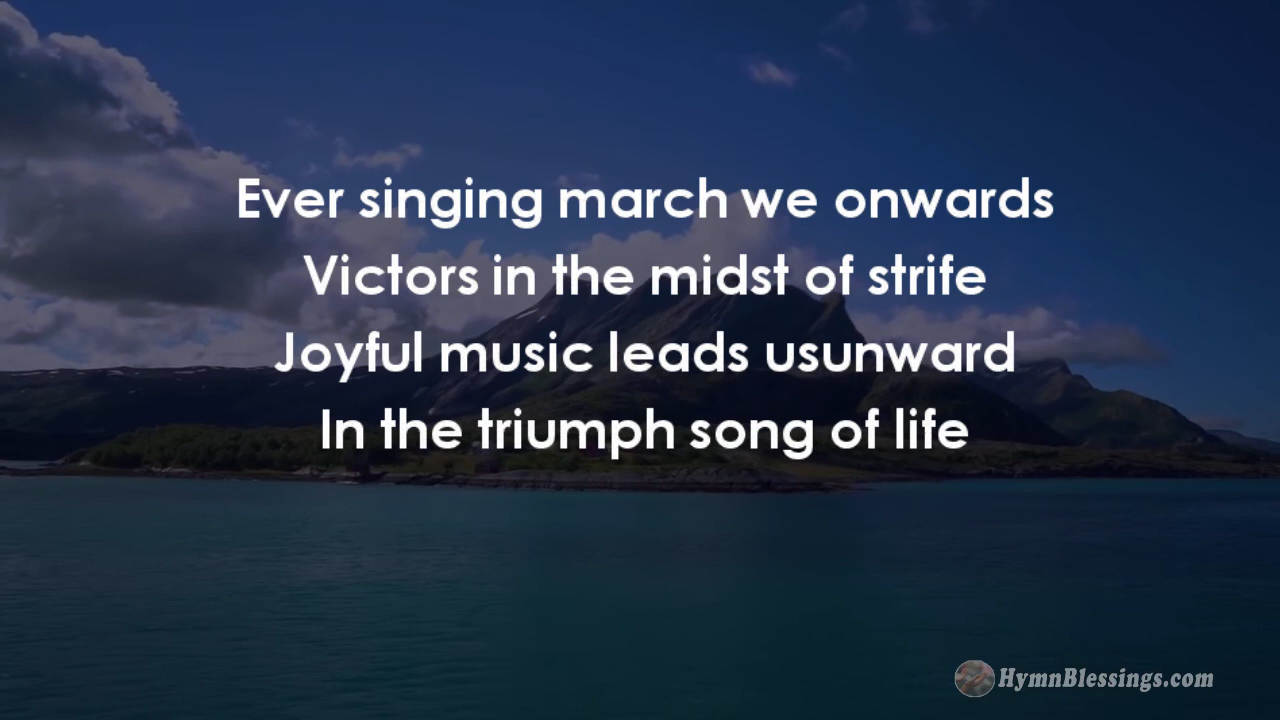 Ever singing march we onwards
Victors in the midst of strife
Joyful music leads usunward
In the triumph song of life
HymnBlessings.com